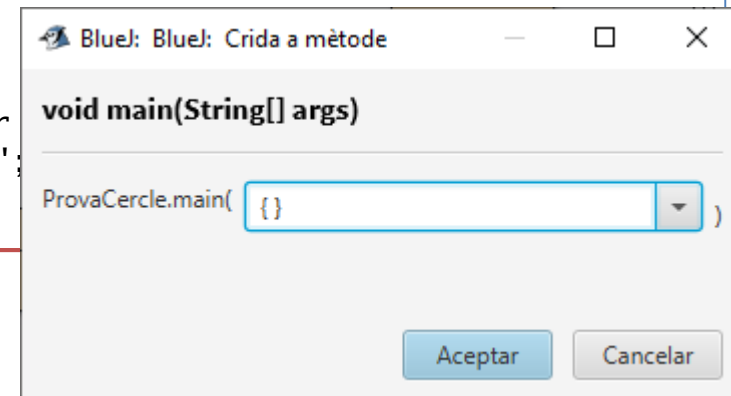 BlueJ: BlueJ: Crida a mètode
void main(String[] args)
r
";
ProvaCercle.main( {} )
Aceptar Cancelar